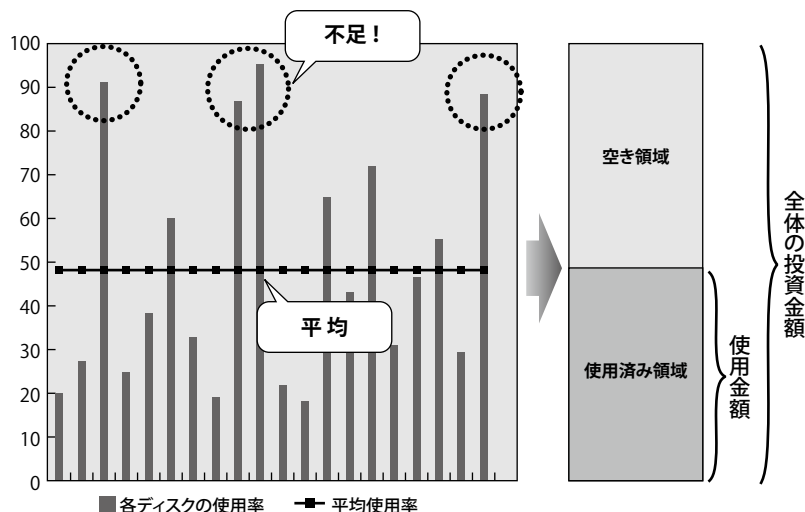 不足！
100
90
80
70
60
50
40
30
20
10
0
平 均
各ディスクの使用率
平均使用率
空き領域
使用済み領域
使用金額
全体の投資金額